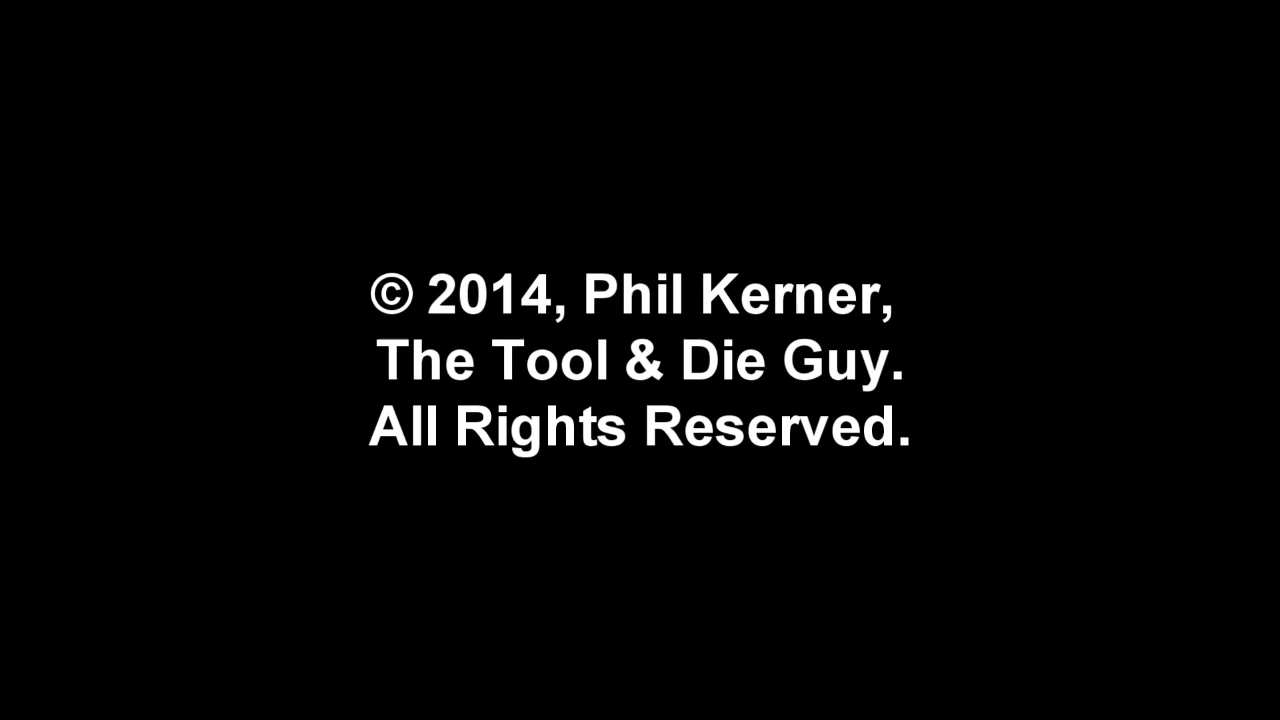 © 2014, Phil Kerner,
The Tool & Die Guy.
All Rights Reserved.